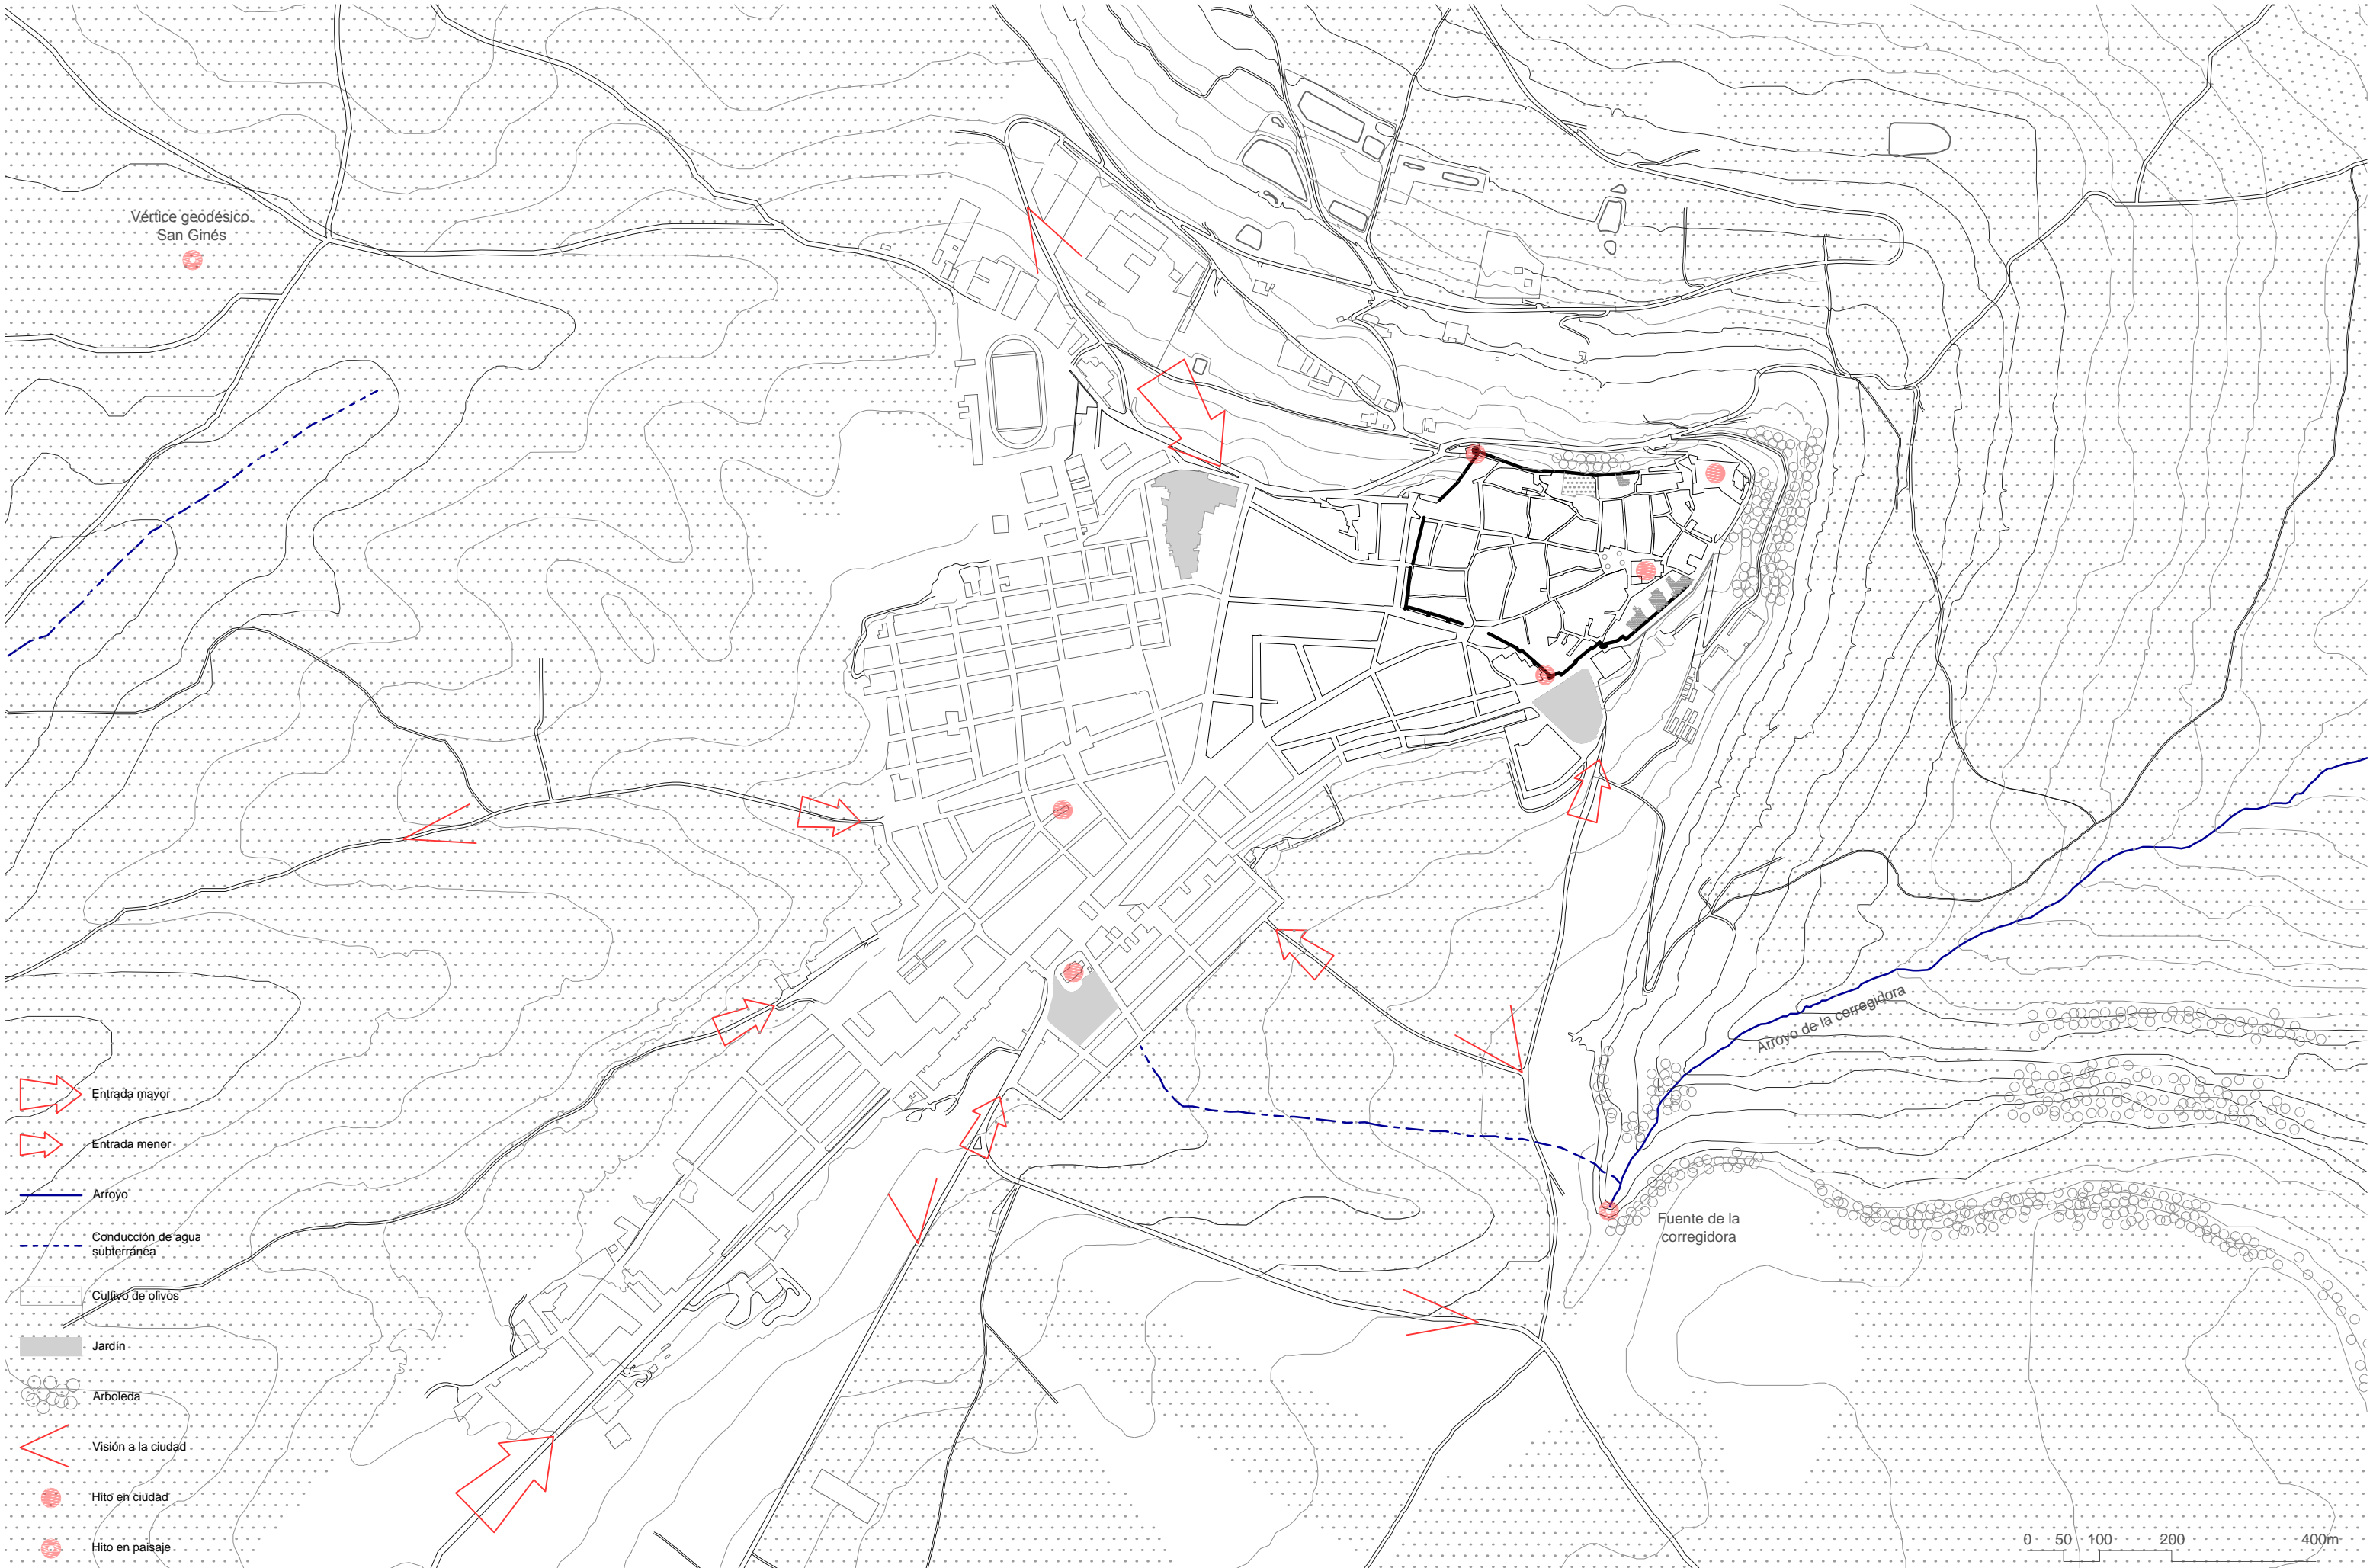 Vértice geodésico
San Ginés
Arroyo de la corregidora
Fuente de la
corregidora
Entrada mayor
Entrada menor
Arroyo
Conducción de agua
subterránea
Cultivo de olivos
Jardín
Arboleda
Visión a la ciudad
Hito en ciudad
Hito en paisaje
0 50 100 200 400m